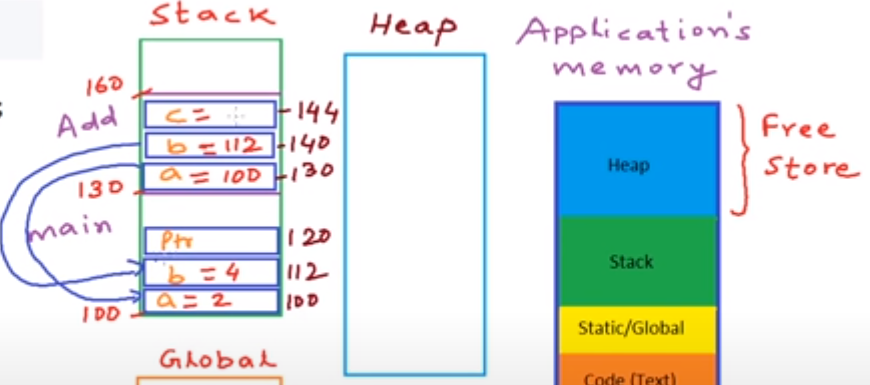 Stack
160
Add
c = - 144
b = 112 - 140
a = 100 - 130
130
main
Ptr 120
b = 4 112
a = 2 100
100
Global
Heap
Application's
memory
Heap
Stack
Static/Global
Code (Text)
Free
Store